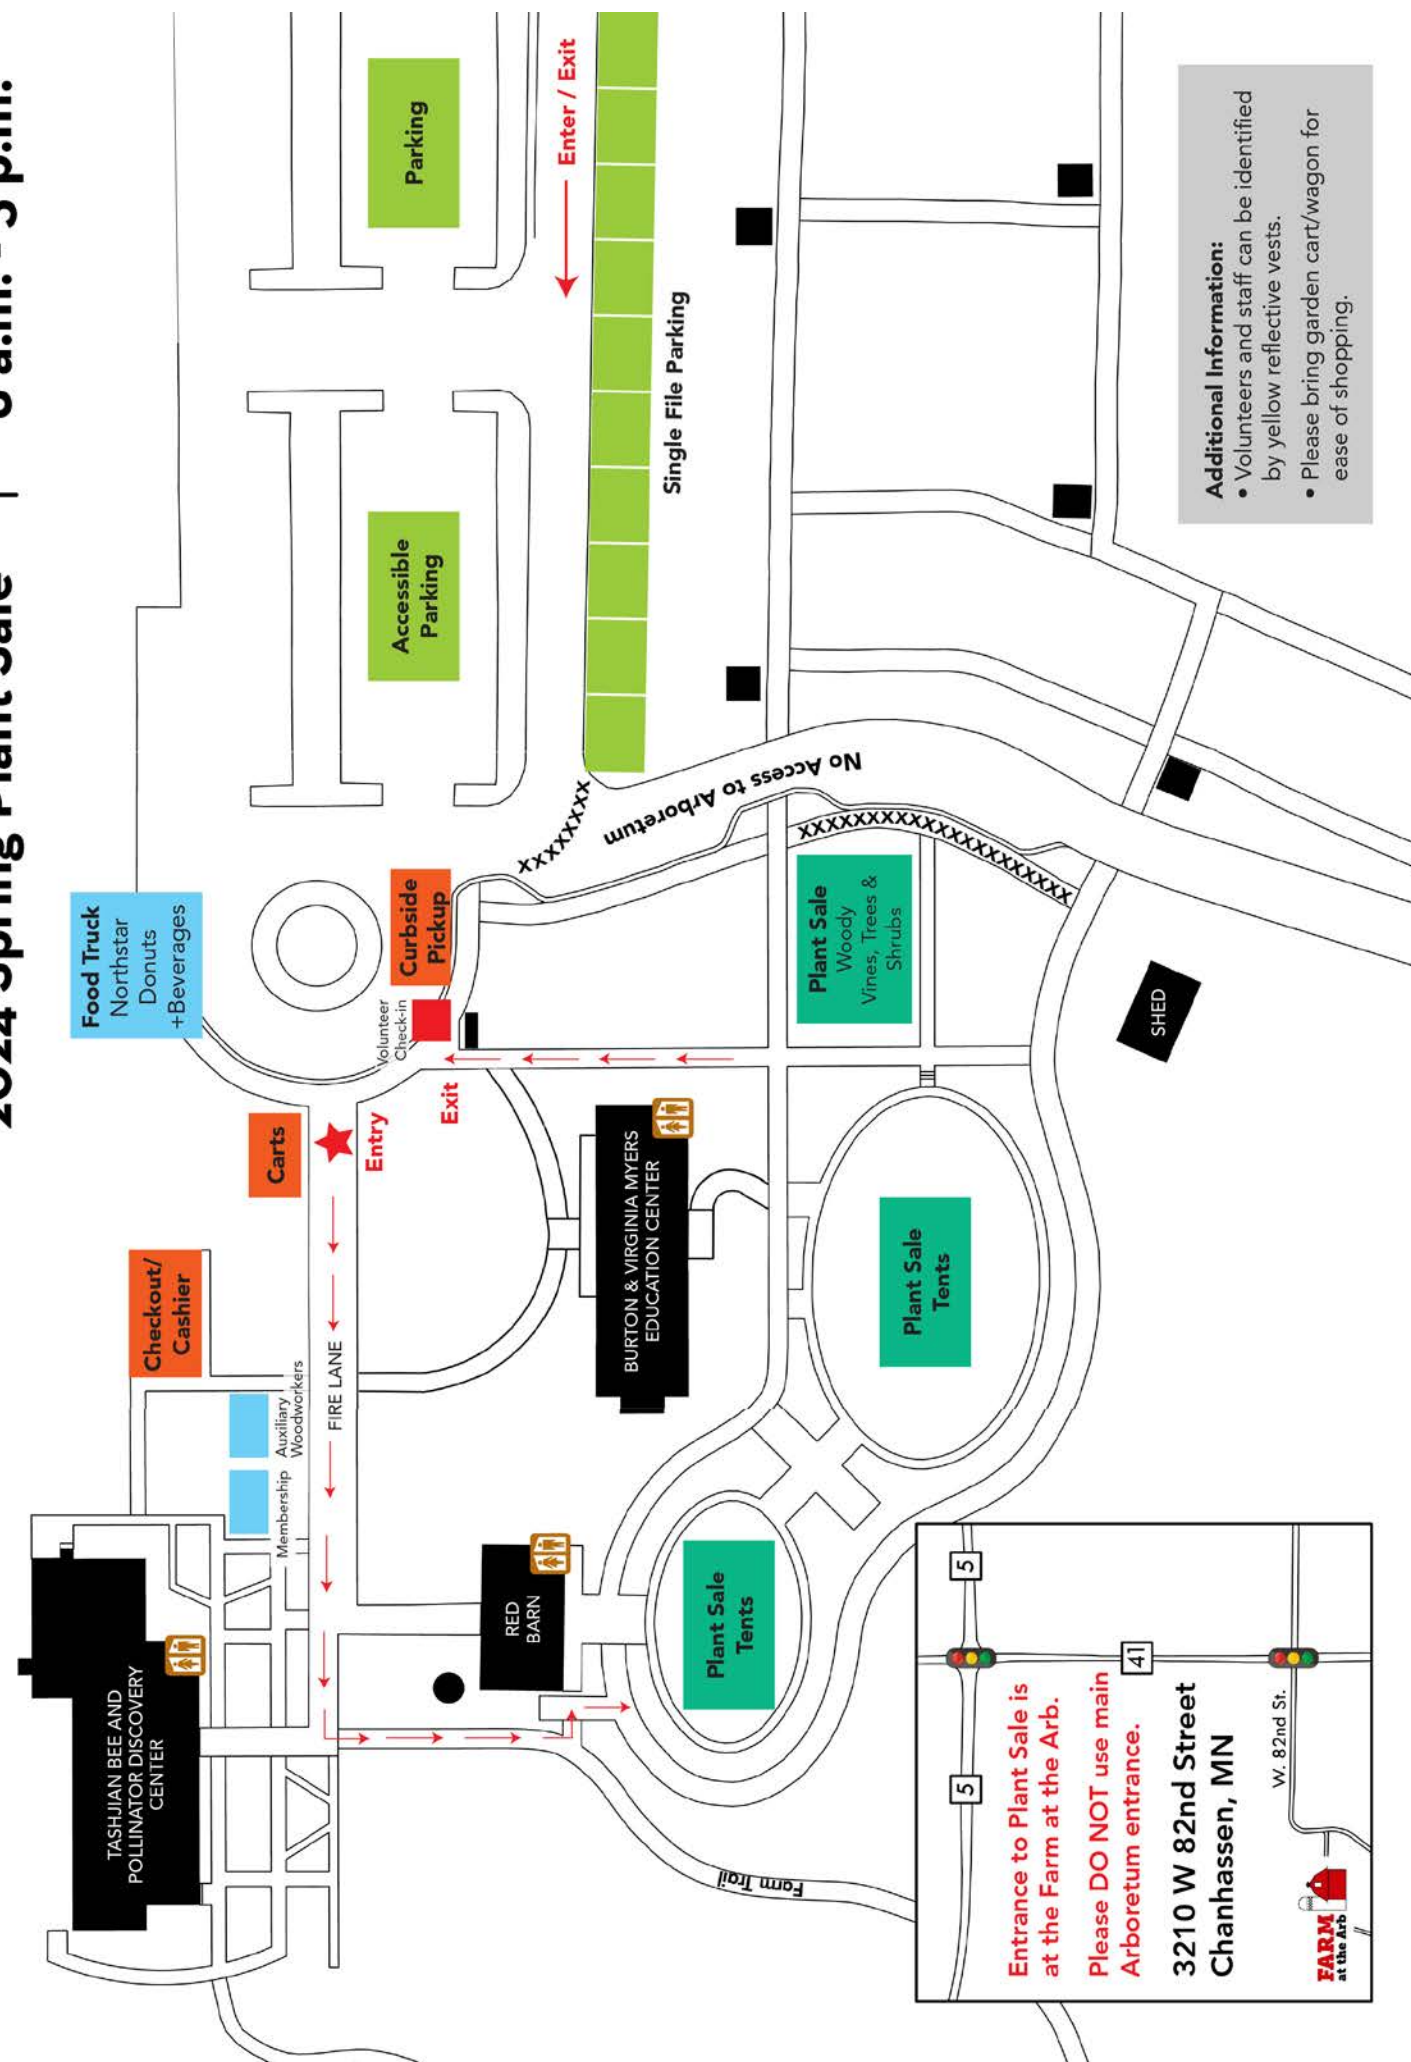 2024 Spring Plant Sale | 8 a.m. - 3 p.m.
TASHJIAN BEE AND
POLLINATOR DISCOVERY
CENTER
Membership
Auxiliary
Woodworkers
Checkout/
Cashier
Carts
Food Truck
Northstar
Donuts
+Beverages
FIRE LANE
Entry
Exit
Volunteer
Check-in
Curbside
Pickup
Accessible
Parking
Parking
Enter / Exit
Single File Parking
xxxxxxxxx
No Access to Arboretum
RED
BARN
BURTON & VIRGINIA MYERS
EDUCATION CENTER
Plant Sale
Tents
Plant Sale
Tents
Plant Sale
Woody
Vines, Trees &
Shrubs
SHED
Farm Trail
Entrance to Plant Sale is
at the Farm at the Arb.
Please DO NOT use main
Arboretum entrance.
3210 W 82nd Street
Chanhassen, MN
5
5
41
W. 82nd St.
FARM
at the Arb
Additional Information:
• Volunteers and staff can be identified
by yellow reflective vests.
• Please bring garden cart/wagon for
ease of shopping.